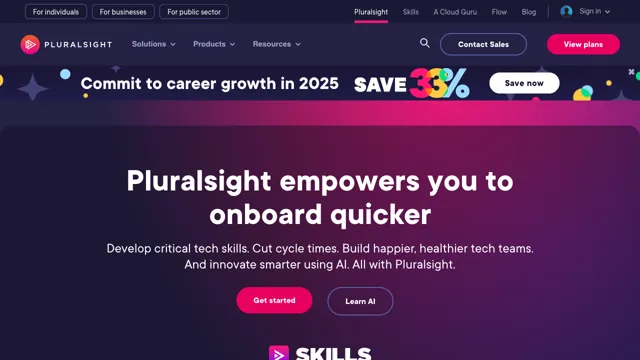 For individuals For businesses For public sector Pluralsight Skills A Cloud Guru Flow Blog Sign in
PLURALSIGHT Solutions Products Resources Contact Sales View plans
Commit to career growth in 2025 SAVE 33% Save now
Pluralsight empowers you to
onboard quicker
Develop critical tech skills. Cut cycle times. Build happier, healthier tech teams.
And innovate smarter using AI. All with Pluralsight.
Get started Learn AI
SKILLS